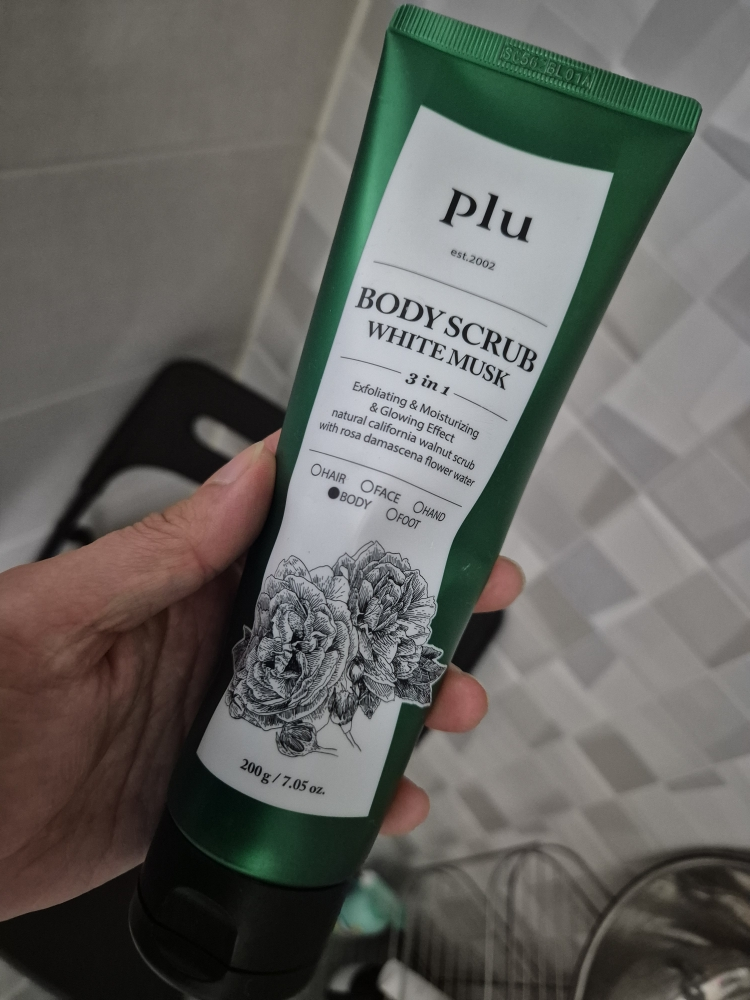 plu
est.2002
BODY SCRUB
WHITE MUSK
3 in 1
Exfoliating & Moisturizing
& Glowing Effect
natural california walnut scrub
with rosa damascena flower water
○HAIR ○FACE ○HAND
●BODY ○FOOT
200g / 7.05 oz.